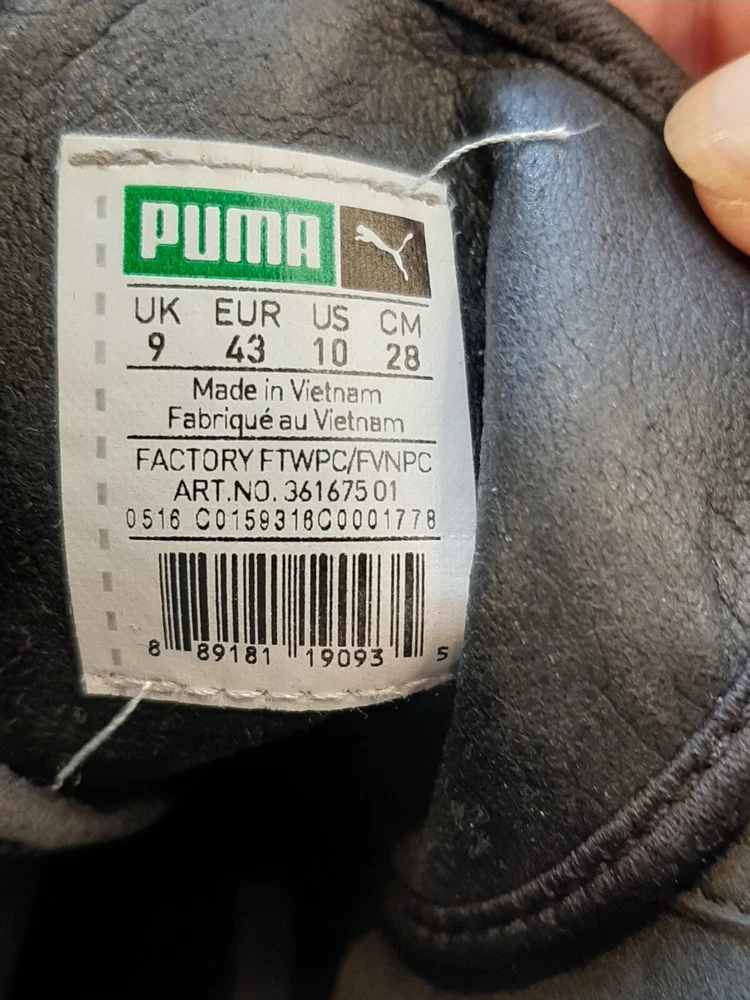 PUMA
UK EUR US CM
9 43 10 28
Made in Vietnam
Fabriqué au Vietnam
FACTORY FTWPC/FVNPC
ART.NO. 361675 01
0516 C0159316C0001778
8 89181 19093 5